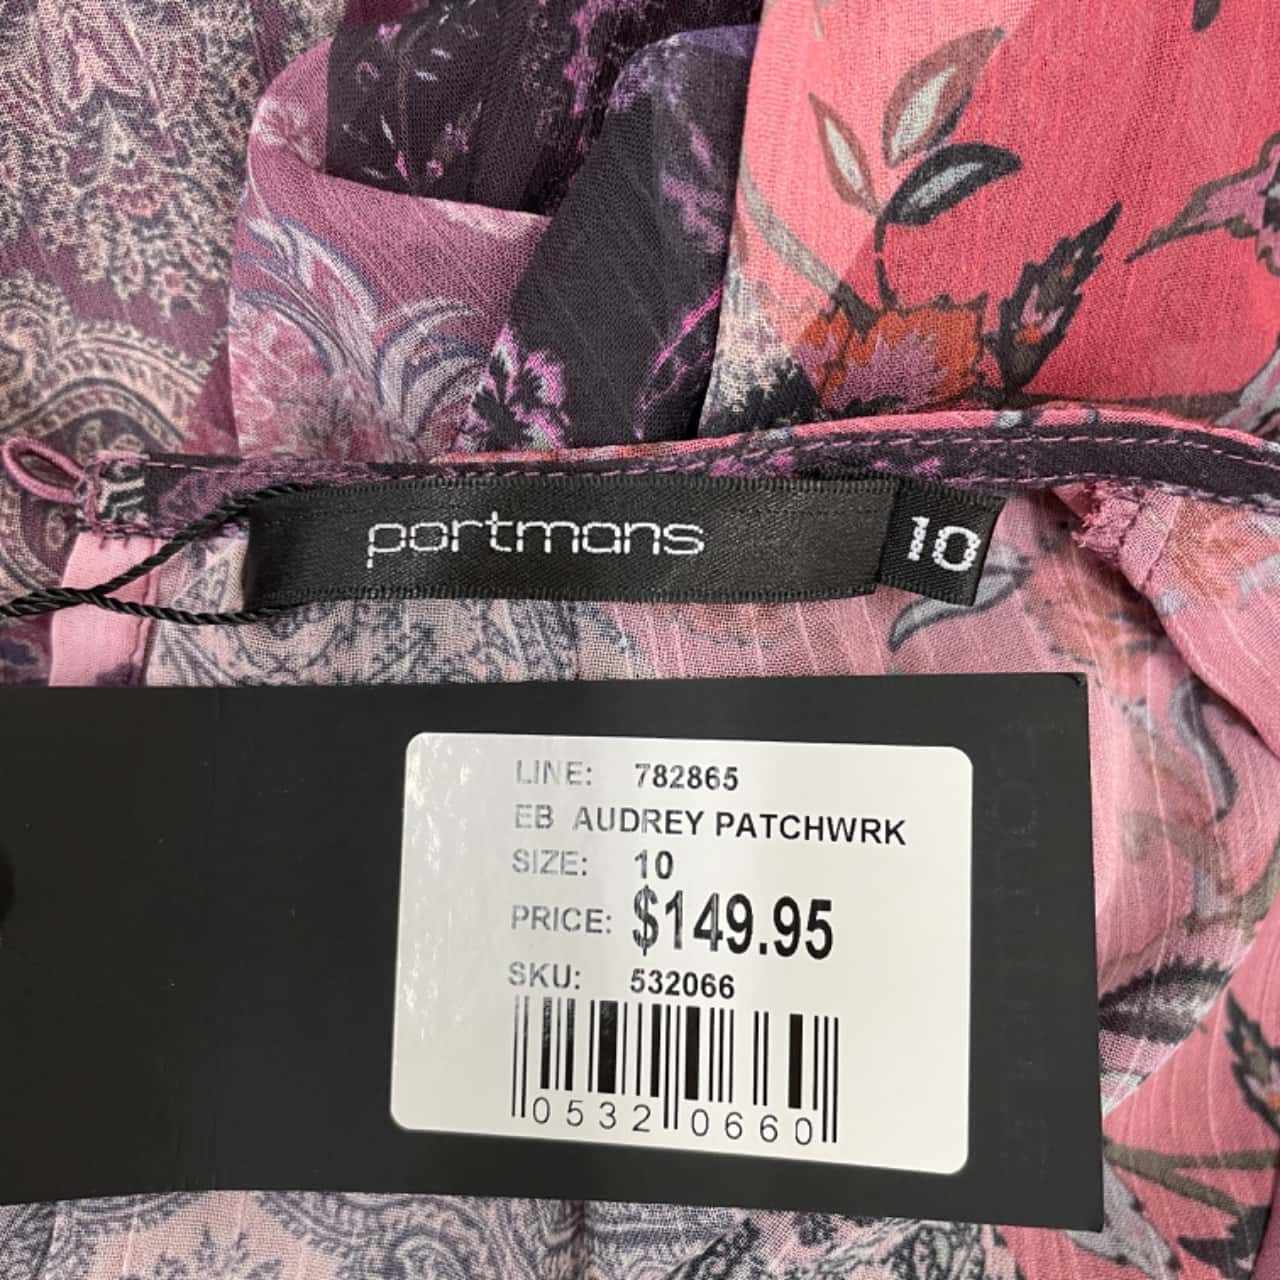 portmans
10
LINE: 782865
EB AUDREY PATCHWRK
SIZE: 10
PRICE: $149.95
SKU: 532066
0532 0660